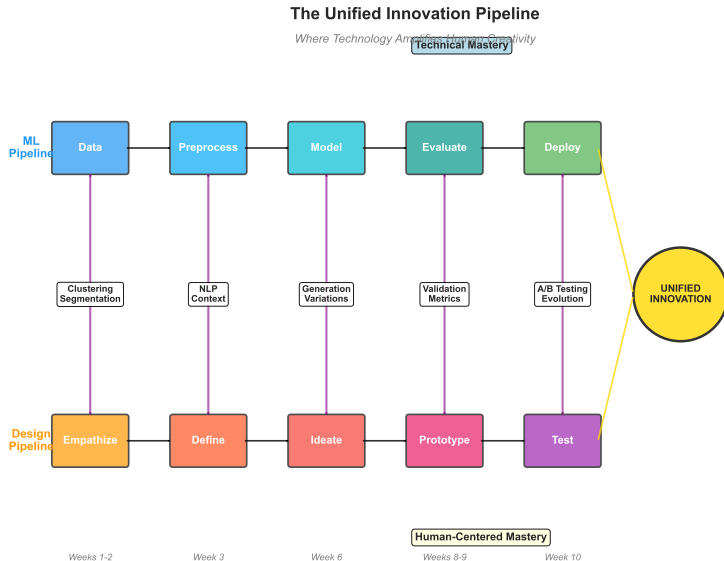 The Unified Innovation Pipeline
Where Technology Amplifies Human Creativity
Technical Mastery
ML
Pipeline
Data
Preprocess
Model
Evaluate
Deploy
Clustering
Segmentation
NLP
Context
Generation
Variations
Validation
Metrics
A/B Testing
Evolution
UNIFIED
INNOVATION
Design
Pipeline
Empathize
Define
Ideate
Prototype
Test
Human-Centered Mastery
Weeks 1-2
Week 3
Week 6
Weeks 8-9
Week 10